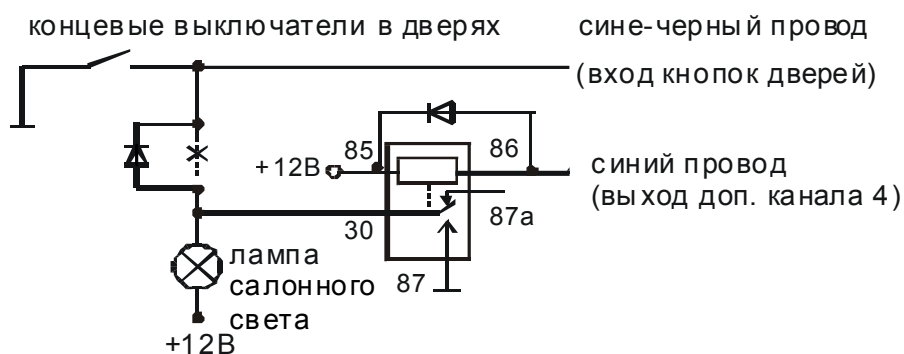 концевые выключатели в дверях
сине-черный провод
(вход кнопок дверей)
+12В
85
86
синий провод
(выход доп. канала 4)
87а
30
87
лампа
салонного
света
+12В